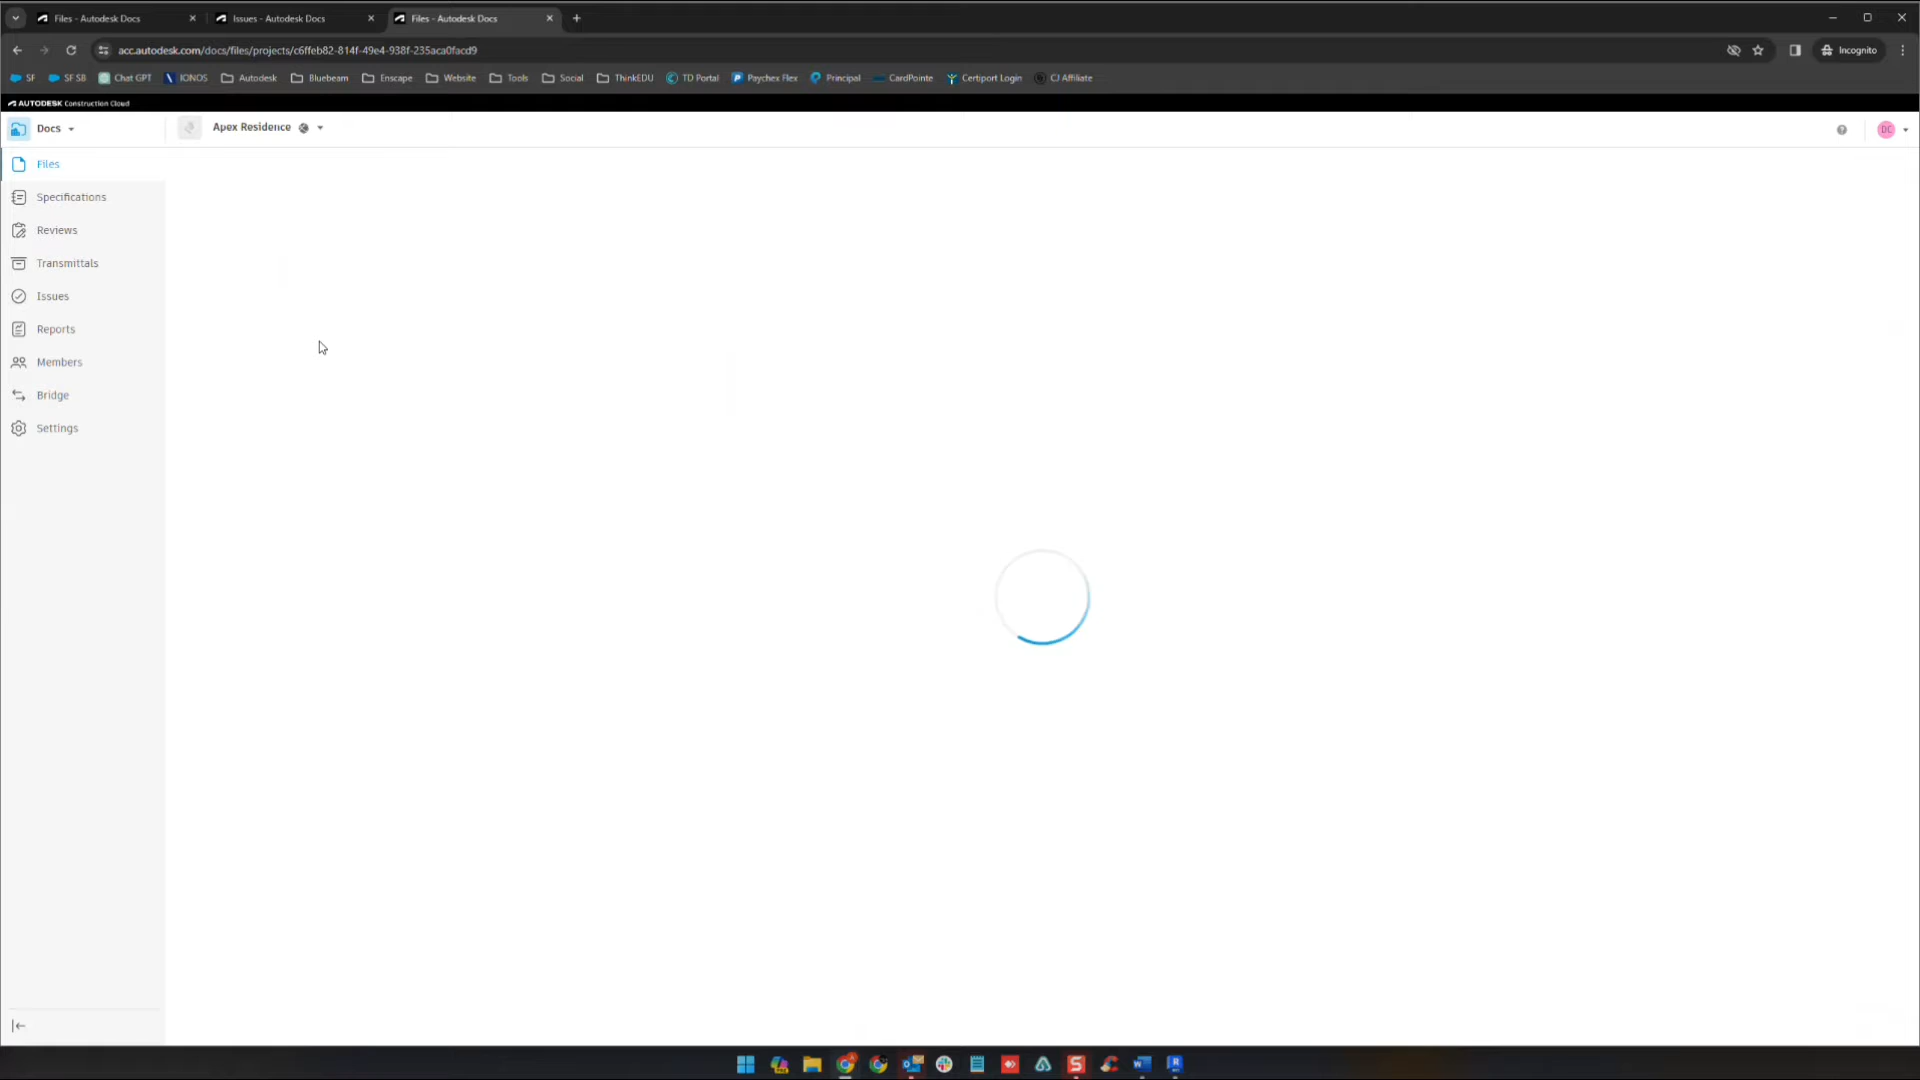 Files - Autodesk Docs
Issues - Autodesk Docs
Files - Autodesk Docs
acc.autodesk.com/docs/files/projects/c6ffeb82-814f-49e4-938f-235aca0facd9
Incognito
SF
SF SB
Chat GPT
IONOS
Autodesk
Bluebeam
Enscape
Website
Tools
Social
ThinkEDU
TD Portal
Paychex Flex
Principal
CardPointe
Certiport Login
CJ Affiliate
AUTODESK Construction Cloud
Docs
Apex Residence
DC
Files
Specifications
Reviews
Transmittals
Issues
Reports
Members
Bridge
Settings